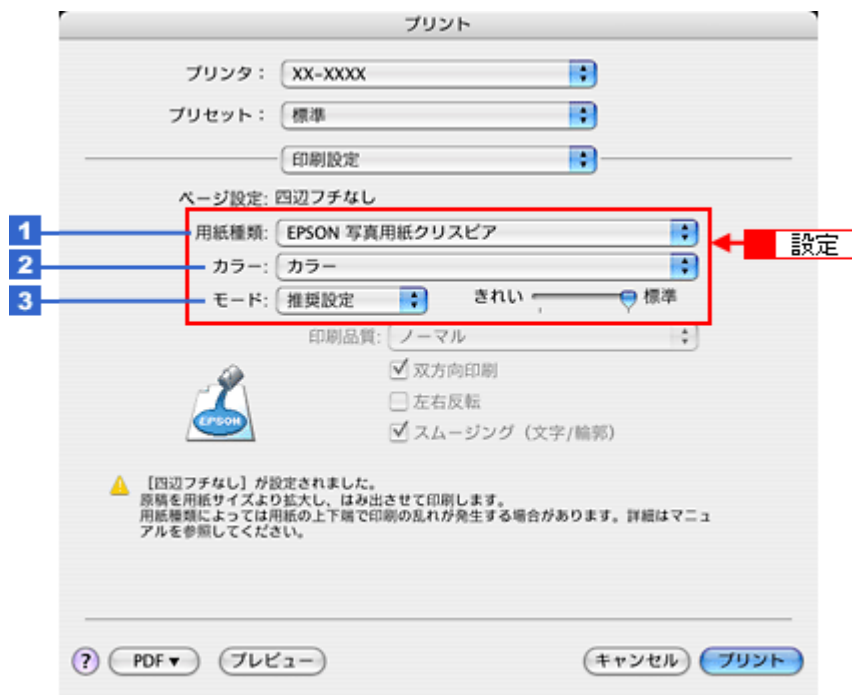 プリント
プリンタ： XX-XXXX
プリセット： 標準
印刷設定
ページ設定: 四辺フチなし
1 用紙種類: EPSON 写真用紙クリスピア
設定
2 カラー: カラー
3 モード: 推奨設定 きれい 標準
印刷品質: ノーマル
双方向印刷
左右反転
スムージング（文字/輪郭）
EPSON
［四辺フチなし］が設定されました。
原稿を用紙サイズより拡大し、はみ出させて印刷します。
用紙種類によっては用紙の上下端で印刷の乱れが発生する場合があります。詳細はマニュ
アルを参照してください。
? PDF▼ プレビュー キャンセル プリント